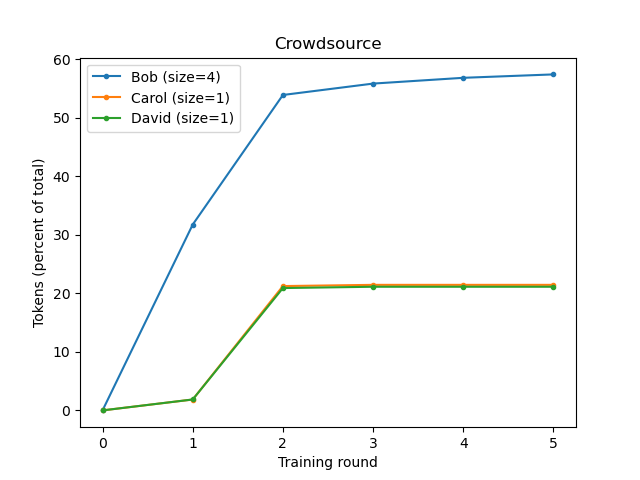 Crowdsource
Bob (size=4)
Carol (size=1)
David (size=1)
Tokens (percent of total)
60
50
40
30
20
10
0
0 1 2 3 4 5
Training round